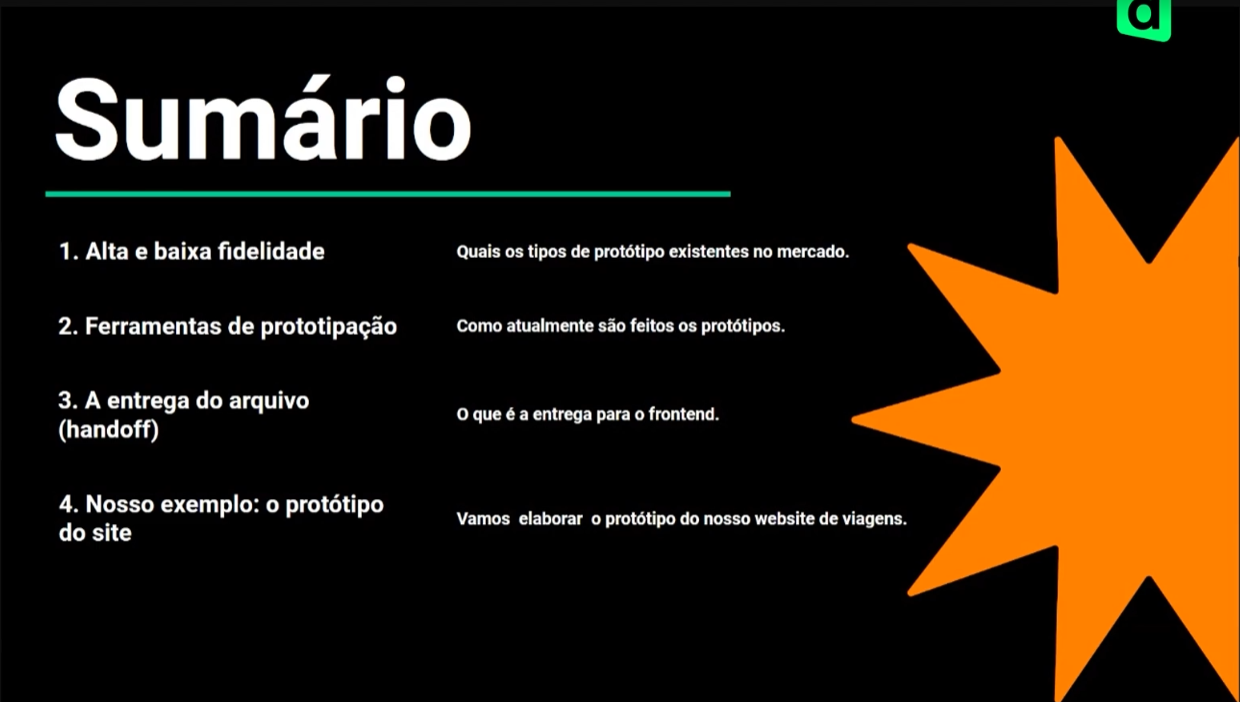 d
Sumário
1. Alta e baixa fidelidade
Quais os tipos de protótipo existentes no mercado.
2. Ferramentas de prototipação
Como atualmente são feitos os protótipos.
3. A entrega do arquivo
(handoff)
O que é a entrega para o frontend.
4. Nosso exemplo: o protótipo
do site
Vamos elaborar o protótipo do nosso website de viagens.